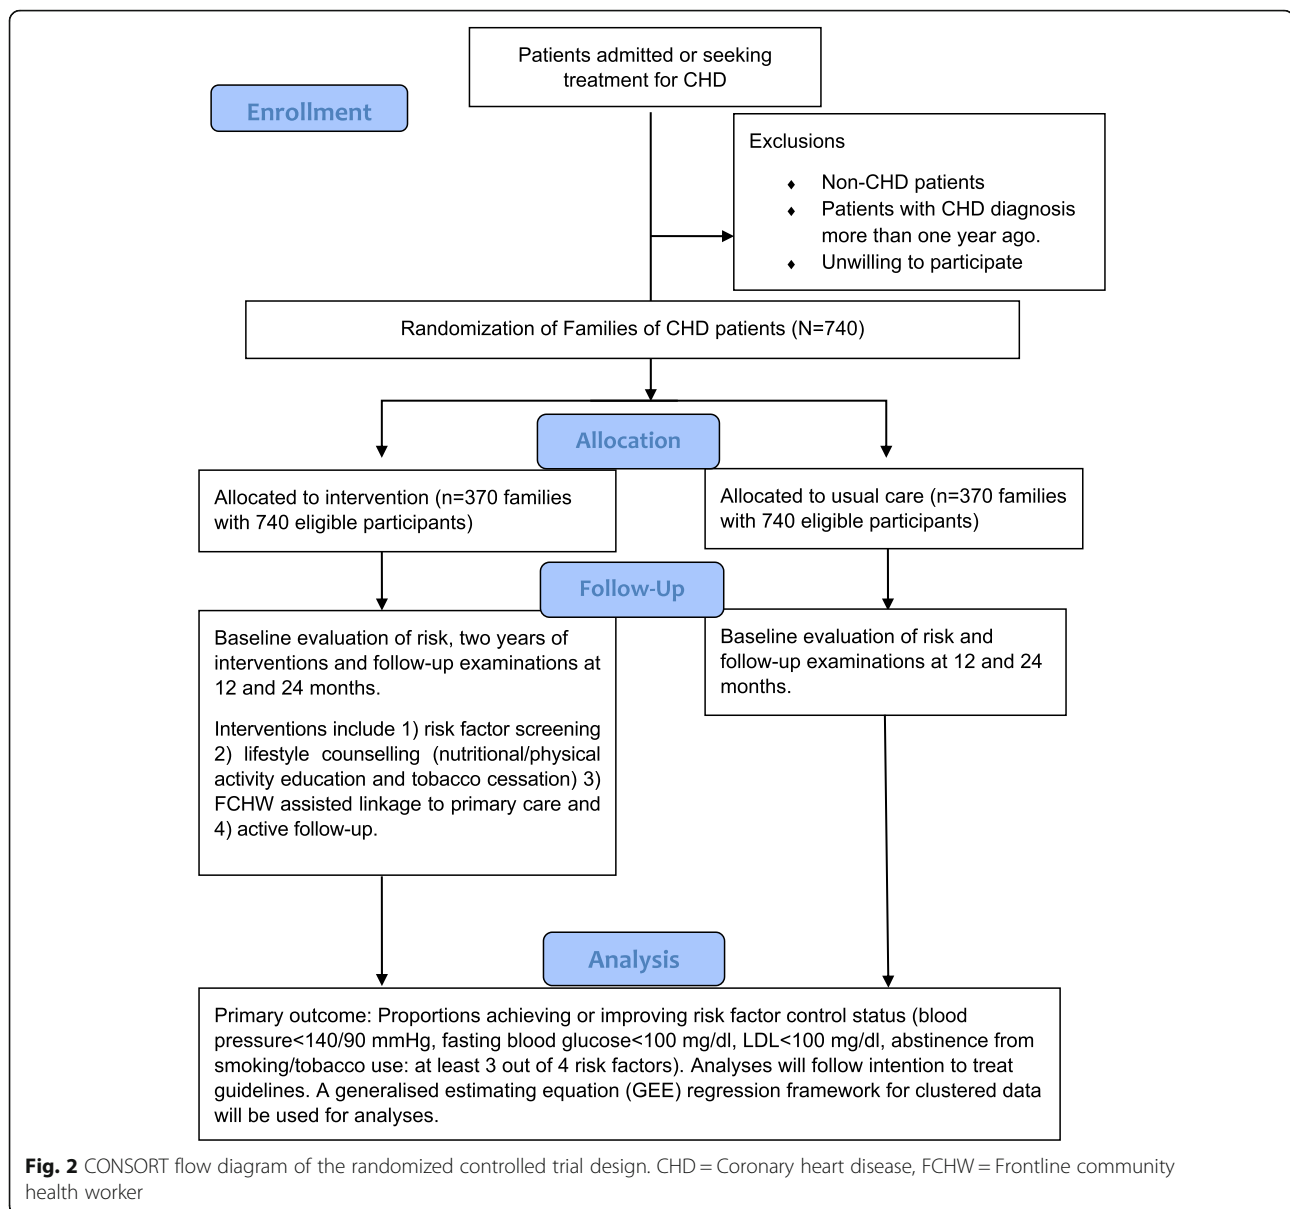 Patients admitted or seeking
treatment for CHD
Enrollment
Exclusions
♦ Non-CHD patients
♦ Patients with CHD diagnosis
more than one year ago.
♦ Unwilling to participate
Randomization of Families of CHD patients (N=740)
Allocation
Allocated to intervention (n=370 families
with 740 eligible participants)
Allocated to usual care (n=370 families
with 740 eligible participants)
Follow-Up
Baseline evaluation of risk, two years of
interventions and follow-up examinations at
12 and 24 months.
Interventions include 1) risk factor screening
2) lifestyle counselling (nutritional/physical
activity education and tobacco cessation) 3)
FCHW assisted linkage to primary care and
4) active follow-up.
Baseline evaluation of risk and
follow-up examinations at 12 and 24
months.
Analysis
Primary outcome: Proportions achieving or improving risk factor control status (blood
pressure<140/90 mmHg, fasting blood glucose<100 mg/dl, LDL<100 mg/dl, abstinence from
smoking/tobacco use: at least 3 out of 4 risk factors). Analyses will follow intention to treat
guidelines. A generalised estimating equation (GEE) regression framework for clustered data
will be used for analyses.
Fig. 2 CONSORT flow diagram of the randomized controlled trial design. CHD = Coronary heart disease, FCHW = Frontline community
health worker